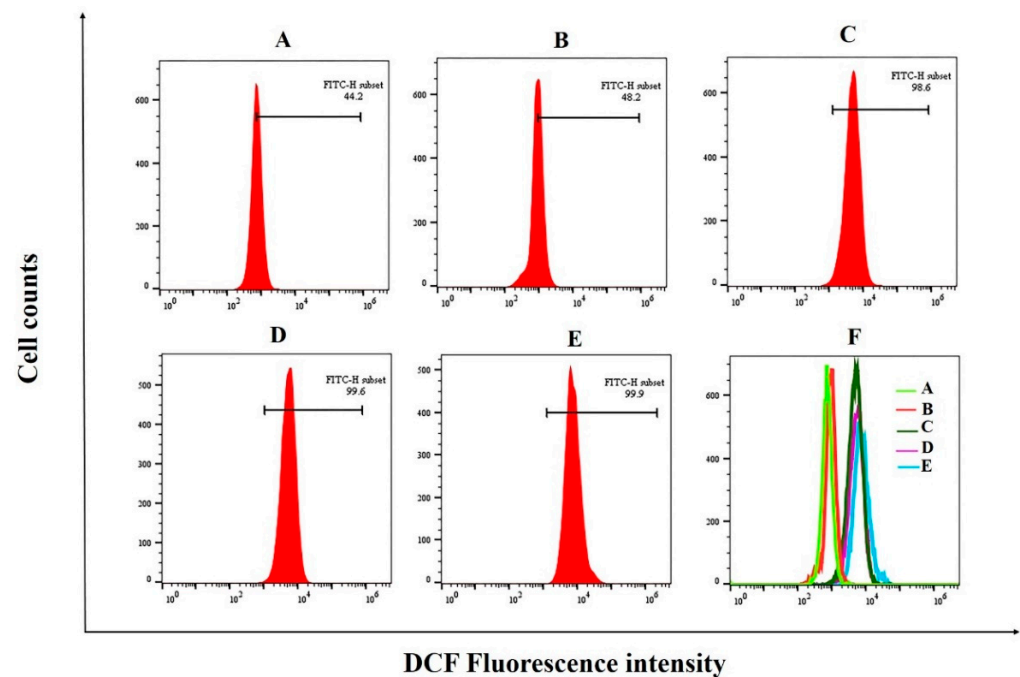 A
FITC-H subset
44.2
600
400
200
0
10^0 10^2 10^4 10^6
B
FITC-H subset
48.2
600
400
200
0
10^0 10^2 10^4 10^6
C
FITC-H subset
98.6
600
400
200
0
10^0 10^2 10^4 10^6
Cell counts
D
FITC-H subset
99.6
500
400
300
200
100
0
10^0 10^2 10^4 10^6
E
FITC-H subset
99.9
500
400
300
200
100
0
10^0 10^2 10^4 10^6
F
A
B
C
D
E
600
400
200
0
10^0 10^2 10^4 10^6
DCF Fluorescence intensity